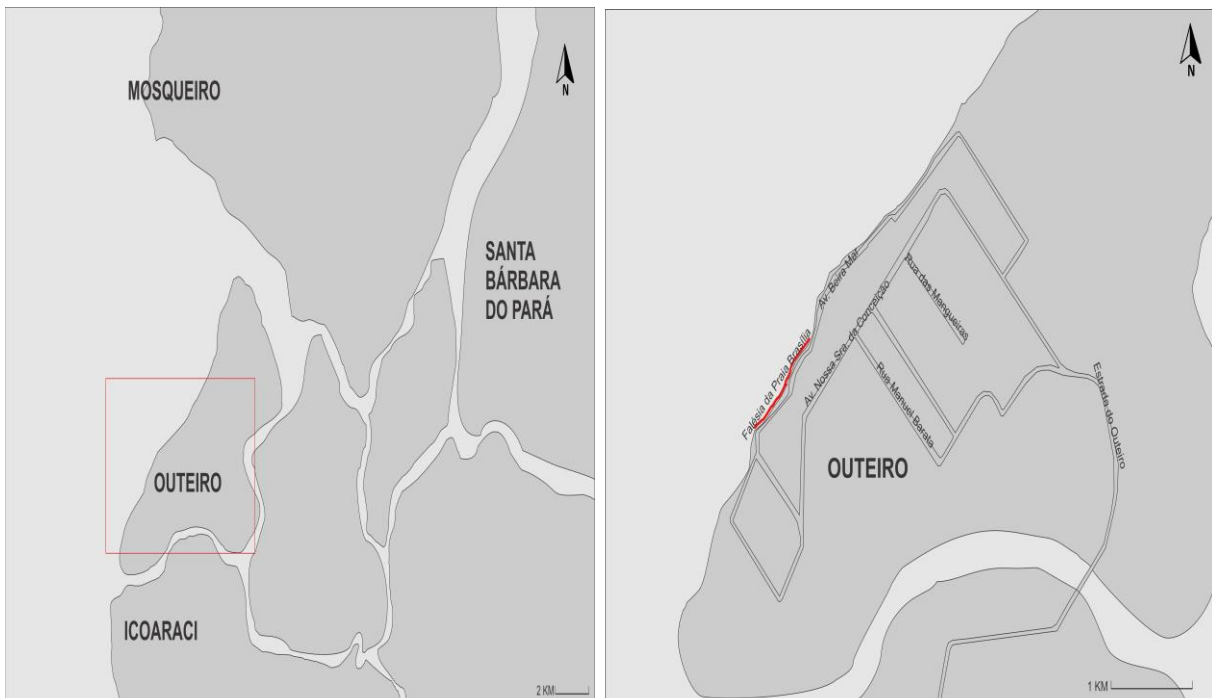 MOSQUEIRO
N
SANTA
BÁRBARA
DO PARÁ
OUTEIRO
ICOARACI
2 KM
N
Av. Beira Mar
Rua das Mangueiras
Av. Nossa Sra. da Conceição
Falésia da Praia Brasília
Rua Manuel Barata
Estrada do Outeiro
OUTEIRO
1 KM